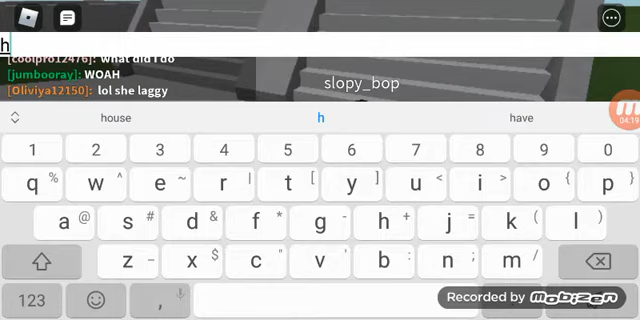 h
[coolpro12476]: what did I do
[jumbooray]: WOAH
[Oliviya12150]: lol she laggy
slopy_bop
house h have
04:19
1 2 3 4 5 6 7 8 9 0
q % w ^ e ~ r | t [ y ] u < i > o { p }
a @ s # d & f * g - h + j = k ( l )
z _ x $ c " v ' b : n ; m /
123 ,
Recorded by mobizen